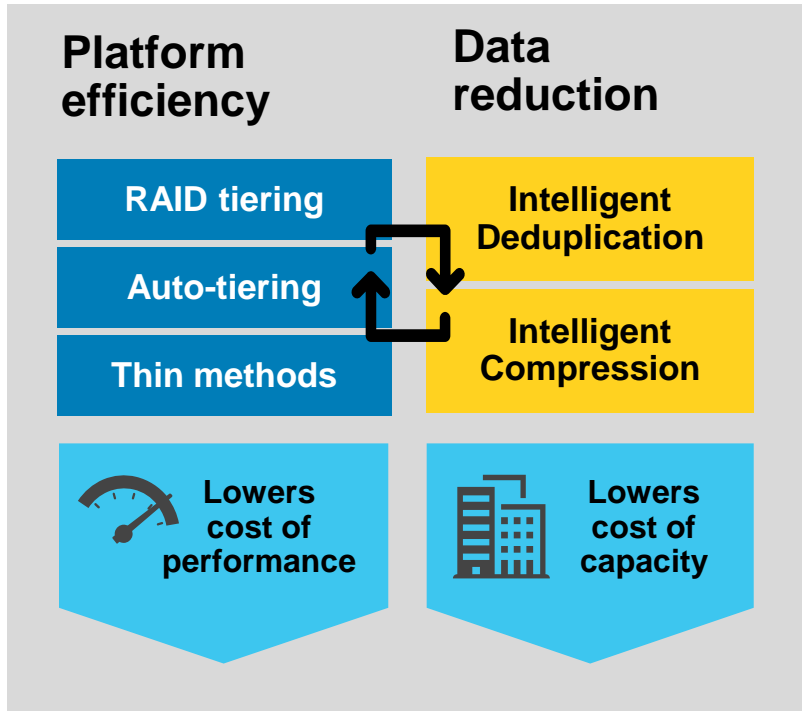 Platform
efficiency
RAID tiering
Auto-tiering
Thin methods
Lowers
cost of
performance
Data
reduction
Intelligent
Deduplication
Intelligent
Compression
Lowers
cost of
capacity